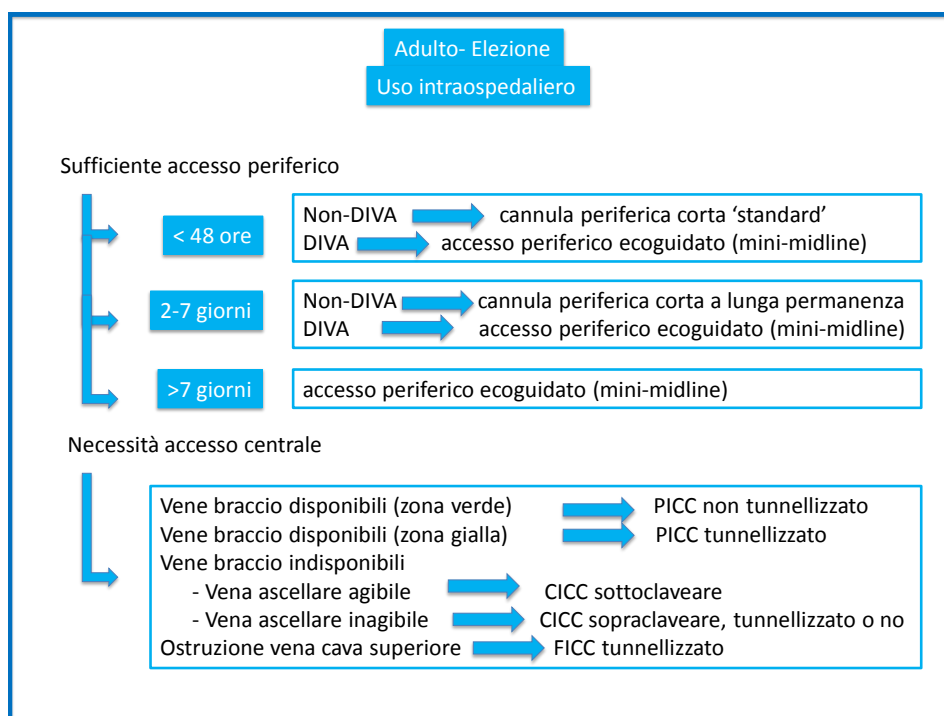 Adulto- Elezione
Uso intraospedaliero
Sufficiente accesso periferico
< 48 ore
Non-DIVA cannula periferica corta ‘standard’
DIVA accesso periferico ecoguidato (mini-midline)
2-7 giorni
Non-DIVA cannula periferica corta a lunga permanenza
DIVA accesso periferico ecoguidato (mini-midline)
>7 giorni
accesso periferico ecoguidato (mini-midline)
Necessità accesso centrale
Vene braccio disponibili (zona verde) PICC non tunnellizzato
Vene braccio disponibili (zona gialla) PICC tunnellizzato
Vene braccio indisponibili
- Vena ascellare agibile CICC sottoclaveare
- Vena ascellare inagibile CICC sopraclaveare, tunnellizzato o no
Ostruzione vena cava superiore FICC tunnellizzato